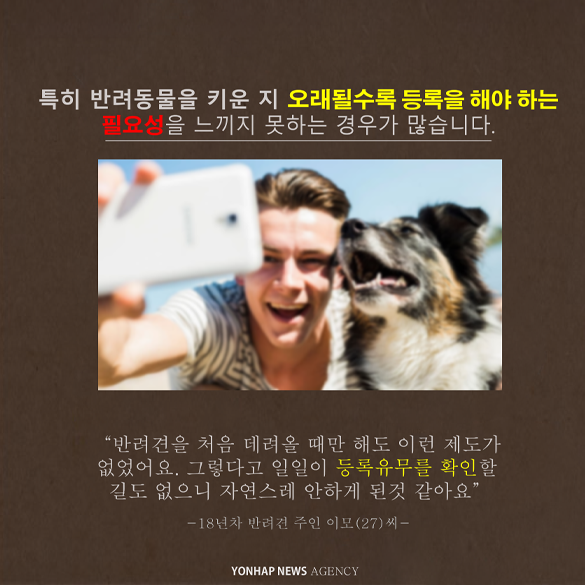 특히 반려동물을 키운 지 오래될수록 등록을 해야 하는
필요성을 느끼지 못하는 경우가 많습니다.
“반려견을 처음 데려올 때만 해도 이런 제도가
없었어요. 그렇다고 일일이 등록유무를 확인할
길도 없으니 자연스레 안하게 된것 같아요”
-18년차 반려견 주인 이모(27)씨-
YONHAP NEWS AGENCY